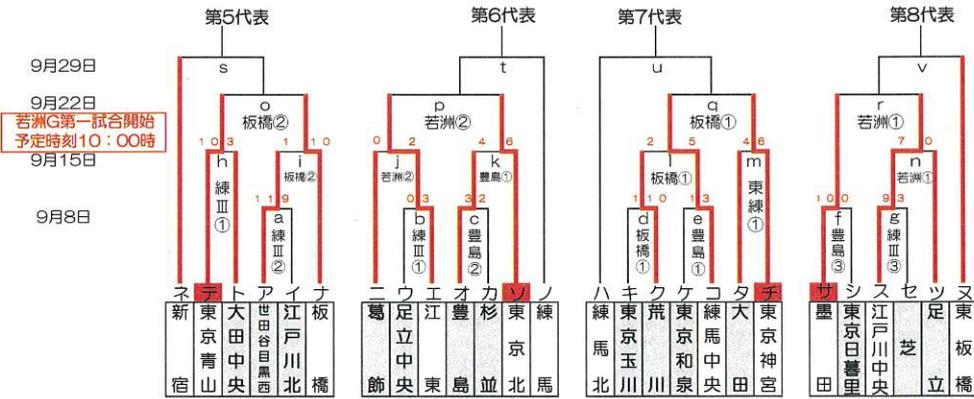 第5代表 第6代表 第7代表 第8代表
9月29日 s t u v
9月22日 o p q r
板橋② 若洲② 板橋① 若洲①
若洲G第一試合開始
予定時刻10:00時
10 3 1 10 0 2 4 6 2 5 4 6 7 0
9月15日 h i j k l m n
練Ⅲ① 板橋② 若洲② 豊島① 板橋① 東練① 若洲①
11 9 0 3 3 2 11 0 1 3 10 0 9 3
9月8日 a b c d e f g
練Ⅲ② 練Ⅲ① 豊島② 板橋① 豊島① 豊島③ 練Ⅲ③
ネ テ ト ア イ ナ ニ ウ エ オ カ ソ ノ ハ キ ク ケ コ タ チ サ シ ス セ ツ ヌ
新宿 東京青山 大田中央 世田谷目黒西 江戸川北 板橋 葛飾 足立中央 江東 豊島 杉並 東京北 練馬 練馬北 東京玉川 荒川 東京和泉 練馬中央 大田 東京神宮 墨田 東京日暮里 江戸川中央 芝 足立 東板橋